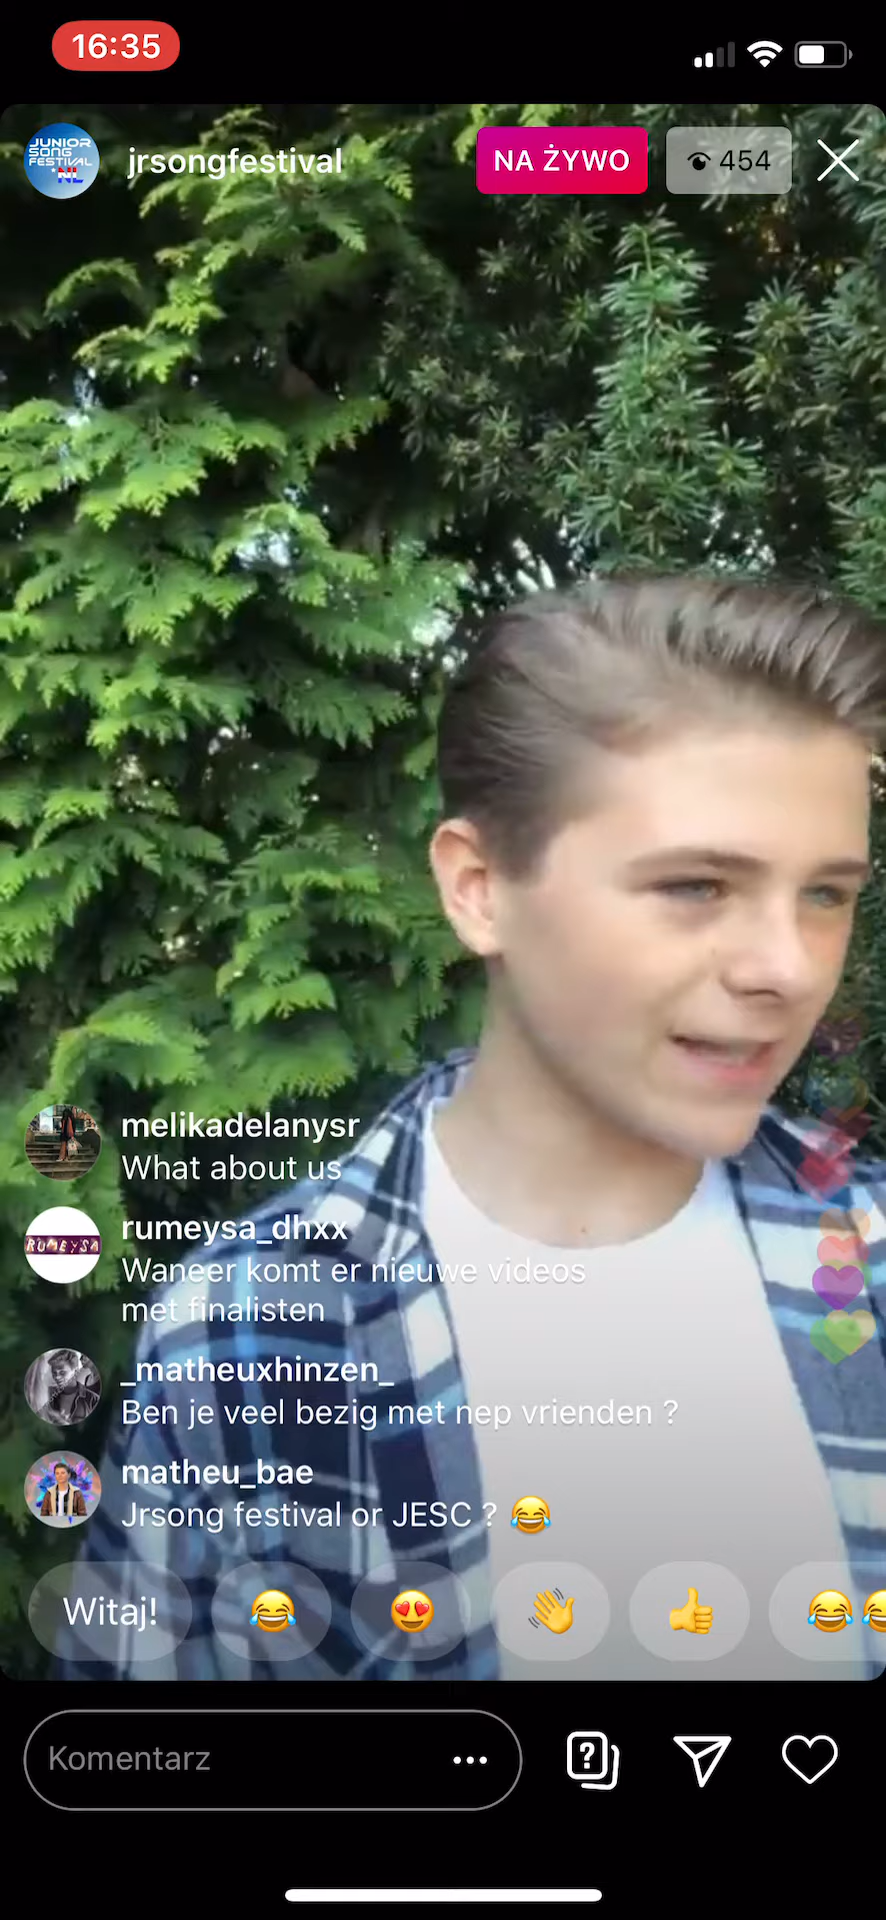 16:35
JUNIOR
SONG
FESTIVAL
NL
jrsongfestival
NA ŻYWO
454
melikadelanysr
What about us
RUMEYSA
rumeysa_dhxx
Waneer komt er nieuwe videos
met finalisten
_matheuxhinzen_
Ben je veel bezig met nep vrienden ?
matheu_bae
Jrsong festival or JESC ? 😂
Witaj! 😂 😍 👋 👍 😂😂
Komentarz
?